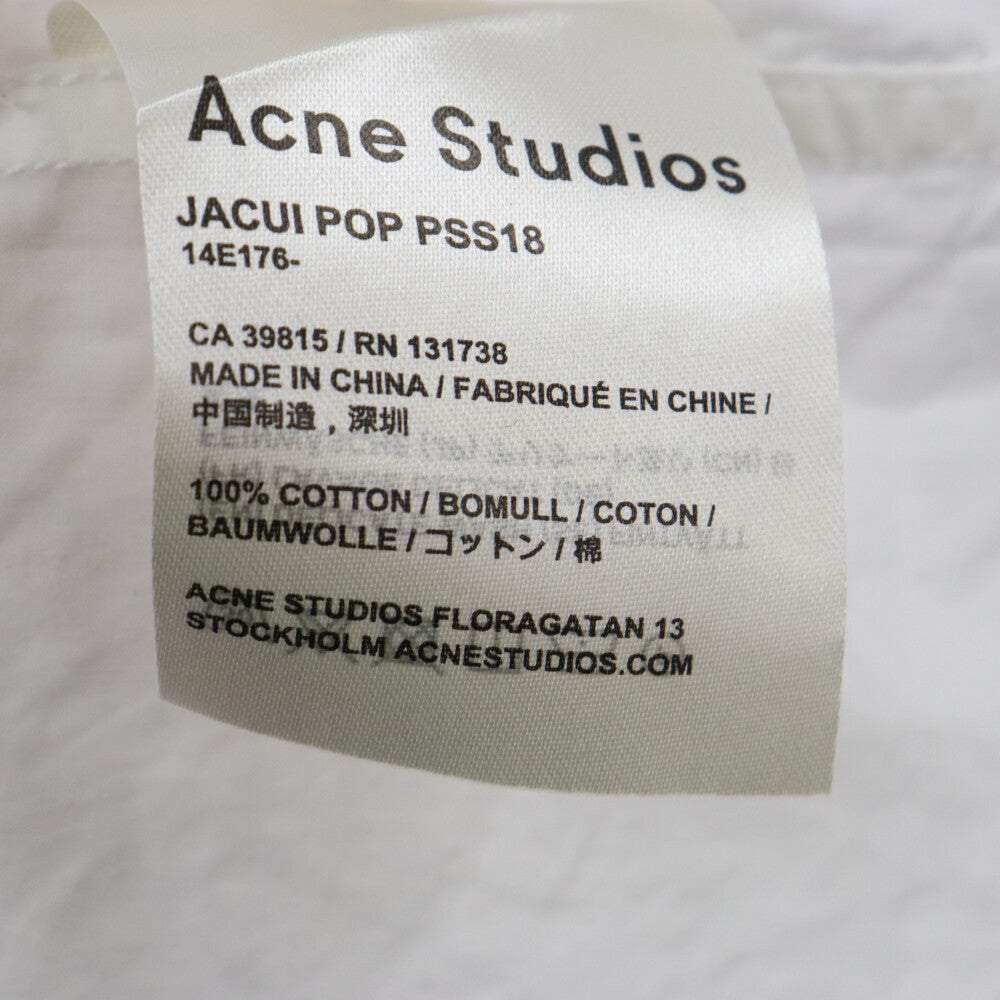 Acne Studios
JACUI POP PSS18
14E176-
CA 39815 / RN 131738
MADE IN CHINA / FABRIQUÉ EN CHINE /
中国制造，深圳
100% COTTON / BOMULL / COTON /
BAUMWOLLE / コットン / 棉
ACNE STUDIOS FLORAGATAN 13
STOCKHOLM ACNESTUDIOS.COM